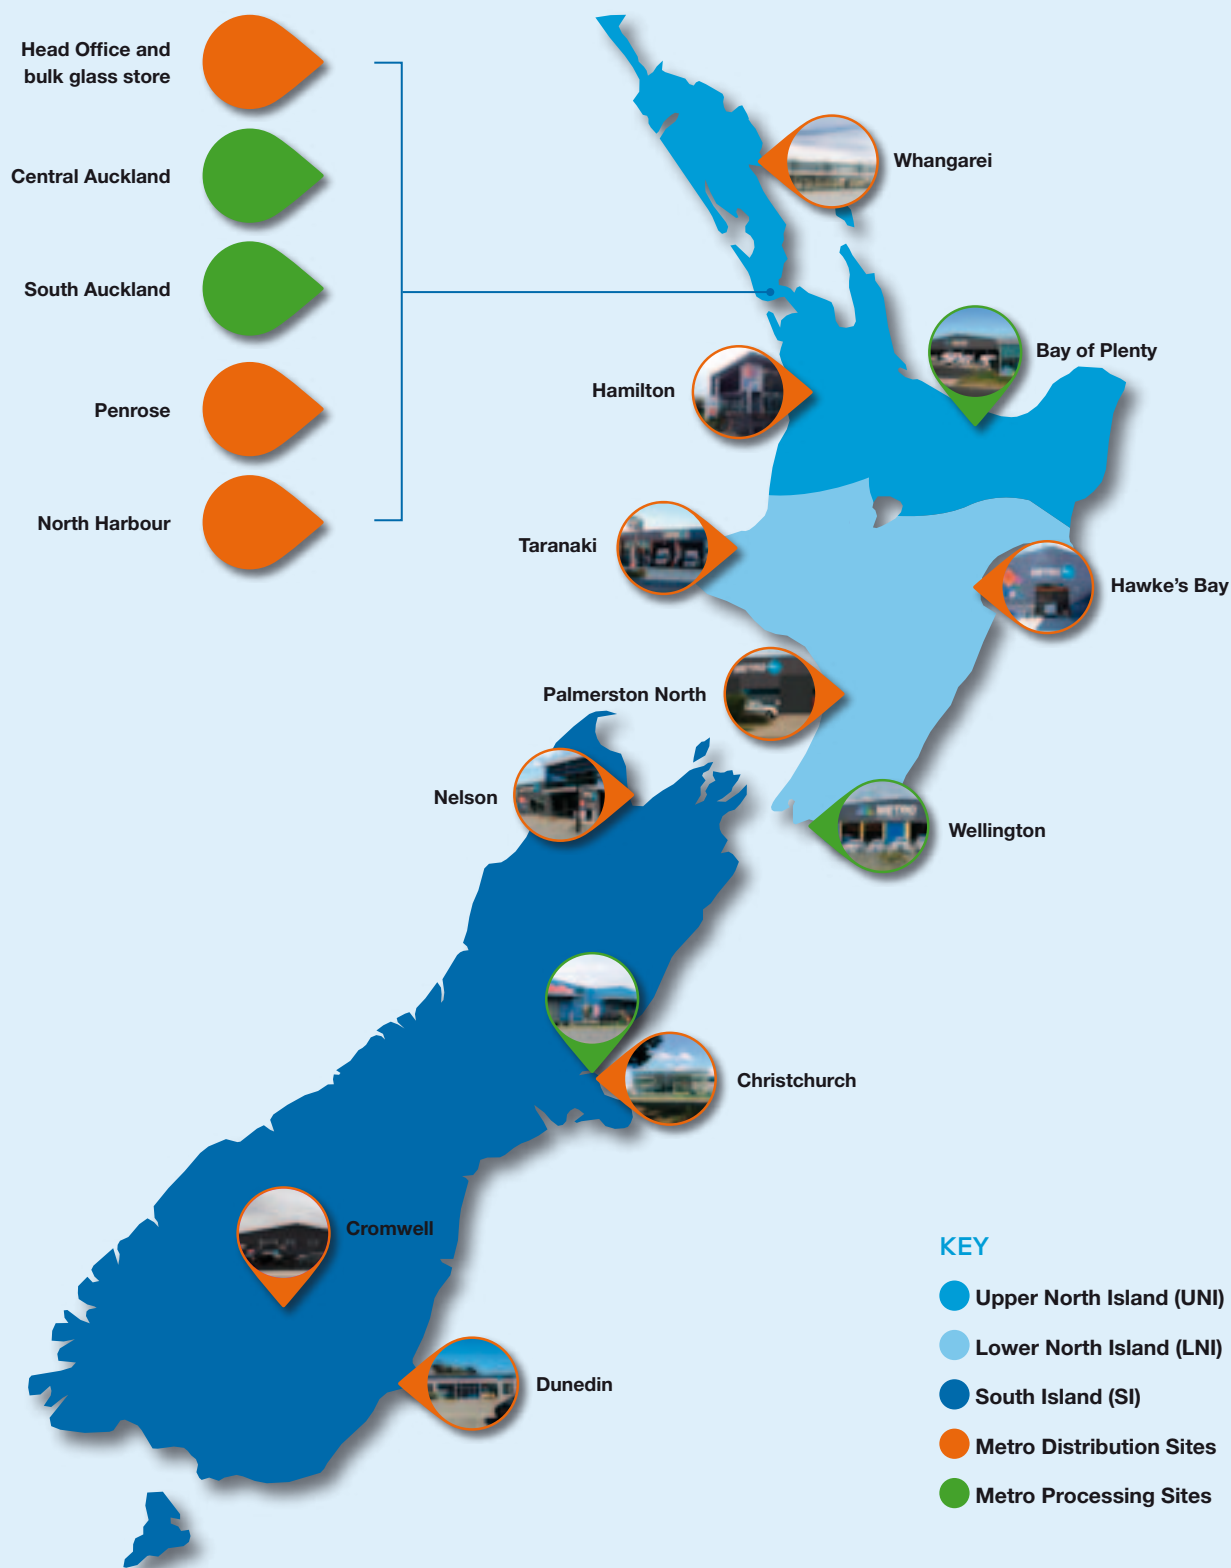 Head Office and
bulk glass store
Central Auckland
South Auckland
Penrose
North Harbour
Whangarei
Bay of Plenty
Hamilton
Taranaki
Hawke's Bay
Palmerston North
Nelson
Wellington
Christchurch
Cromwell
Dunedin
KEY
Upper North Island (UNI)
Lower North Island (LNI)
South Island (SI)
Metro Distribution Sites
Metro Processing Sites